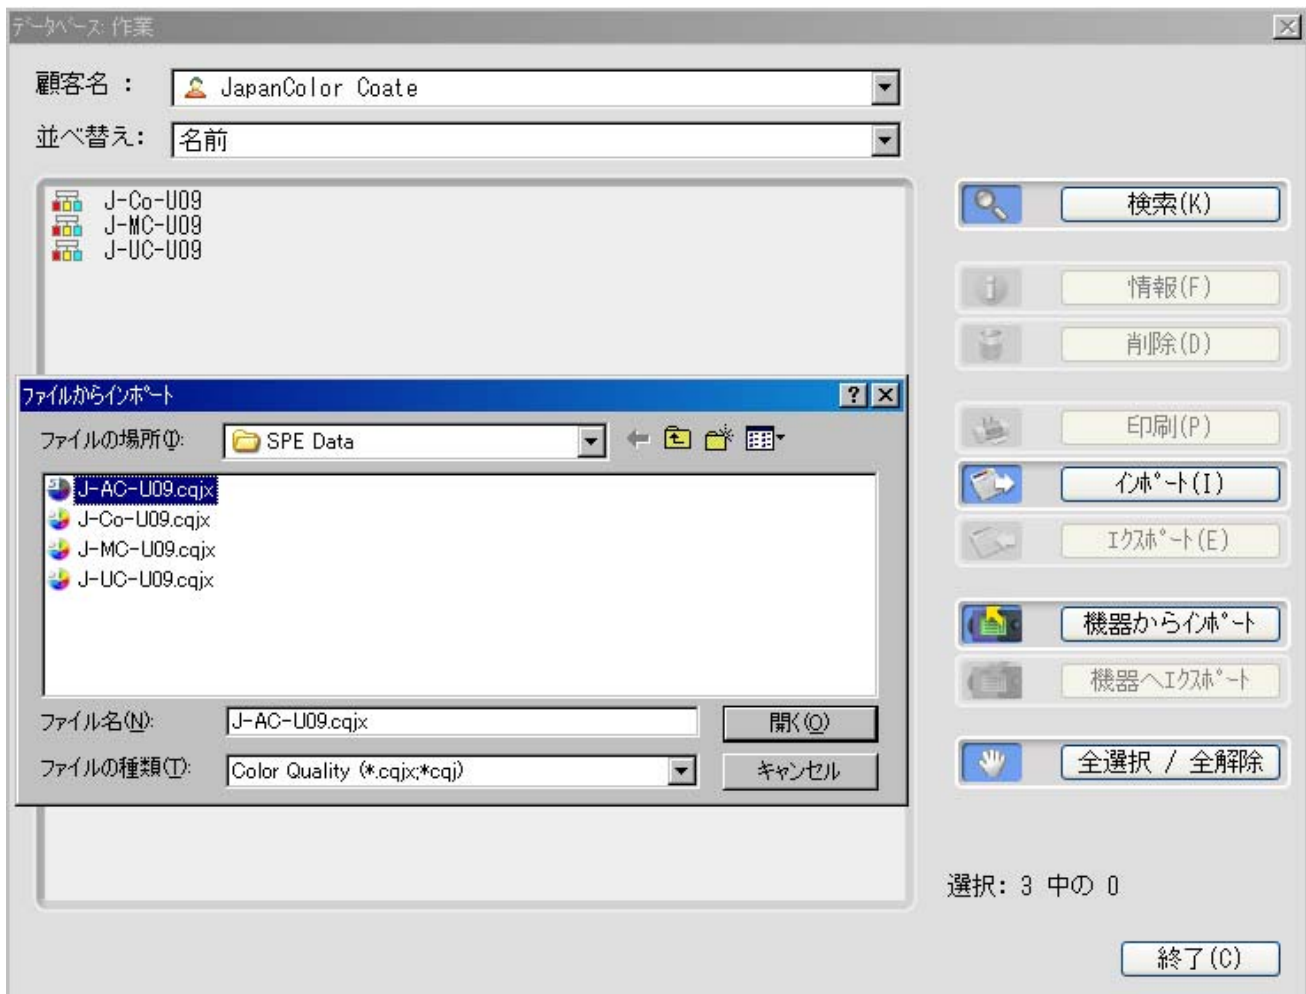 データベース: 作業
顧客名 : JapanColor Coate
並べ替え: 名前
J-Co-U09
J-MC-U09
J-UC-U09
検索(K)
情報(F)
削除(D)
印刷(P)
インポート(I)
エクスポート(E)
機器からインポート
機器へエクスポート
全選択 / 全解除
選択: 3 中の 0
終了(C)
ファイルからインポート
ファイルの場所(I): SPE Data
J-AC-U09.cqjx
J-Co-U09.cqjx
J-MC-U09.cqjx
J-UC-U09.cqjx
ファイル名(N): J-AC-U09.cqjx 開く(O)
ファイルの種類(T): Color Quality (*.cqjx;*cqj) キャンセル